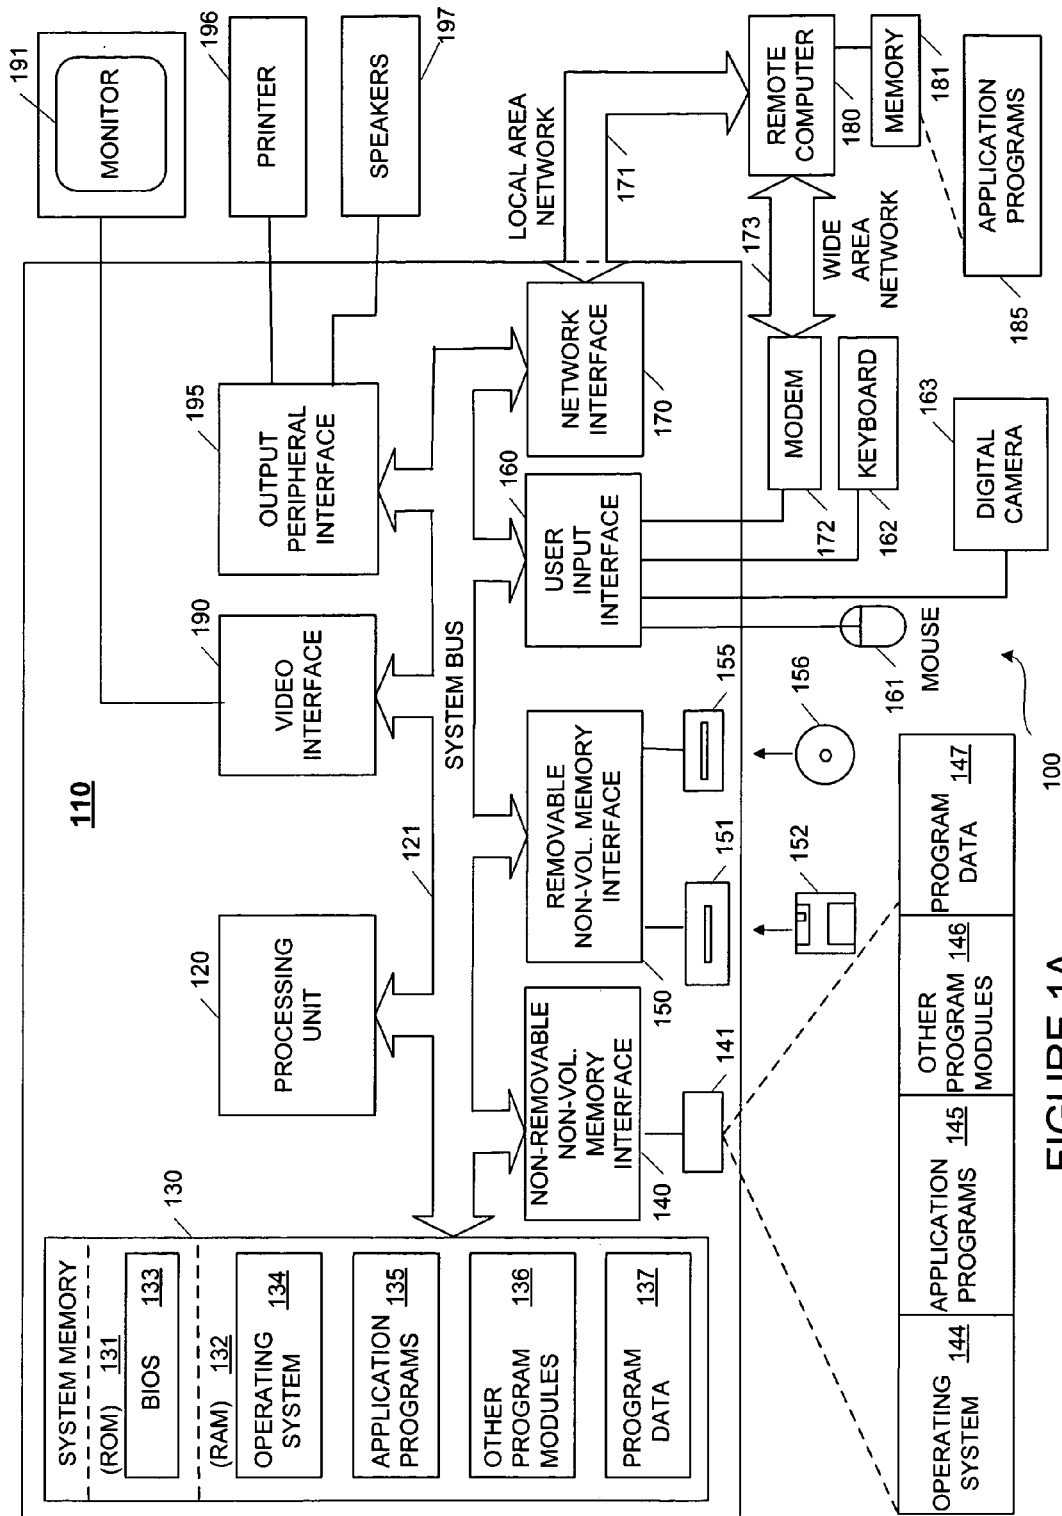 110
SYSTEM MEMORY
(ROM) 131
BIOS 133
130
(RAM) 132
OPERATING
SYSTEM
134
APPLICATION
PROGRAMS
135
OTHER
PROGRAM
MODULES
136
PROGRAM
DATA
137
120
PROCESSING
UNIT
121
SYSTEM BUS
190
VIDEO
INTERFACE
195
OUTPUT
PERIPHERAL
INTERFACE
191
MONITOR
196
PRINTER
197
SPEAKERS
NON-REMOVABLE
NON-VOL.
MEMORY
INTERFACE
140
141
REMOVABLE
NON-VOL. MEMORY
INTERFACE
150
151
155
152
156
160
USER
INPUT
INTERFACE
NETWORK
INTERFACE
170
LOCAL AREA
NETWORK
171
173
WIDE
AREA
NETWORK
MODEM
172
KEYBOARD
162
163
DIGITAL
CAMERA
161
MOUSE
REMOTE
COMPUTER
180
MEMORY
181
APPLICATION
PROGRAMS
185
OPERATING
SYSTEM
144
APPLICATION
PROGRAMS
145
OTHER
PROGRAM
MODULES
146
PROGRAM
DATA
147
100
FIGURE 1A